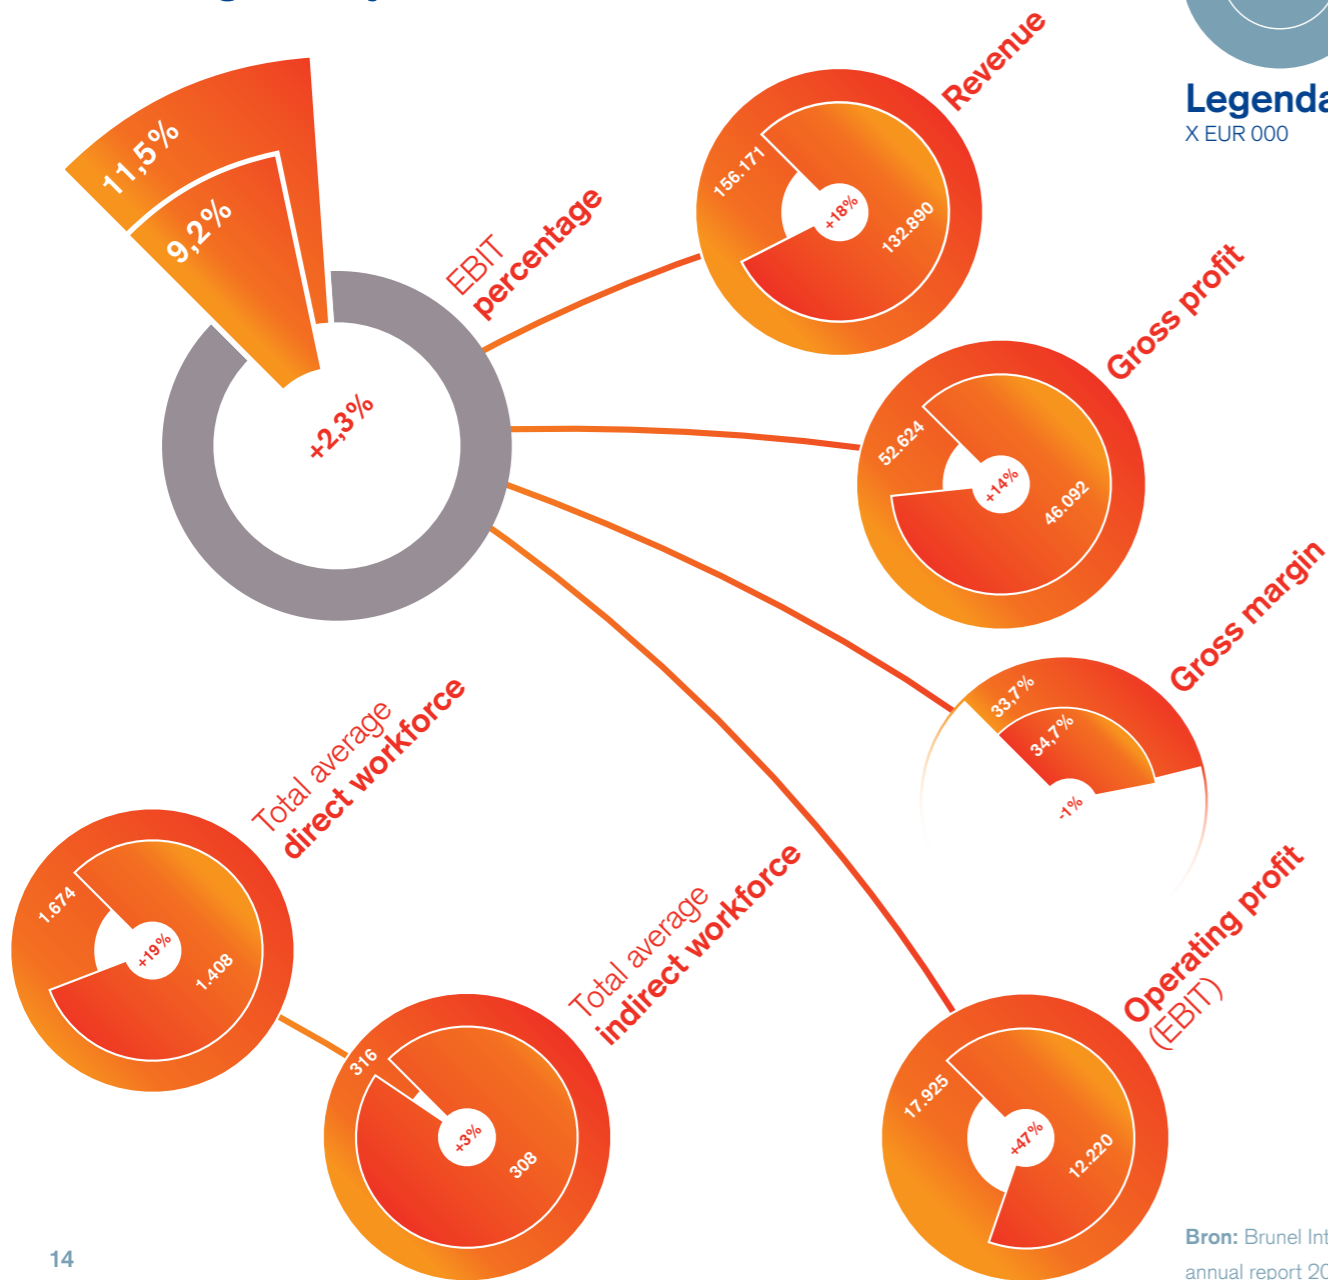 Legenda
X EUR 000
Revenue
156.171
132.890
+18%
11,5%
9,2%
+2,3%
EBIT
percentage
Gross profit
52.624
46.092
+14%
Gross margin
33,7%
34,7%
-1%
Total average
direct workforce
1.674
1.408
+19%
Total average
indirect workforce
316
308
+3%
Operating profit
(EBIT)
17.925
12.220
+47%
14
Bron: Brunel
annual report